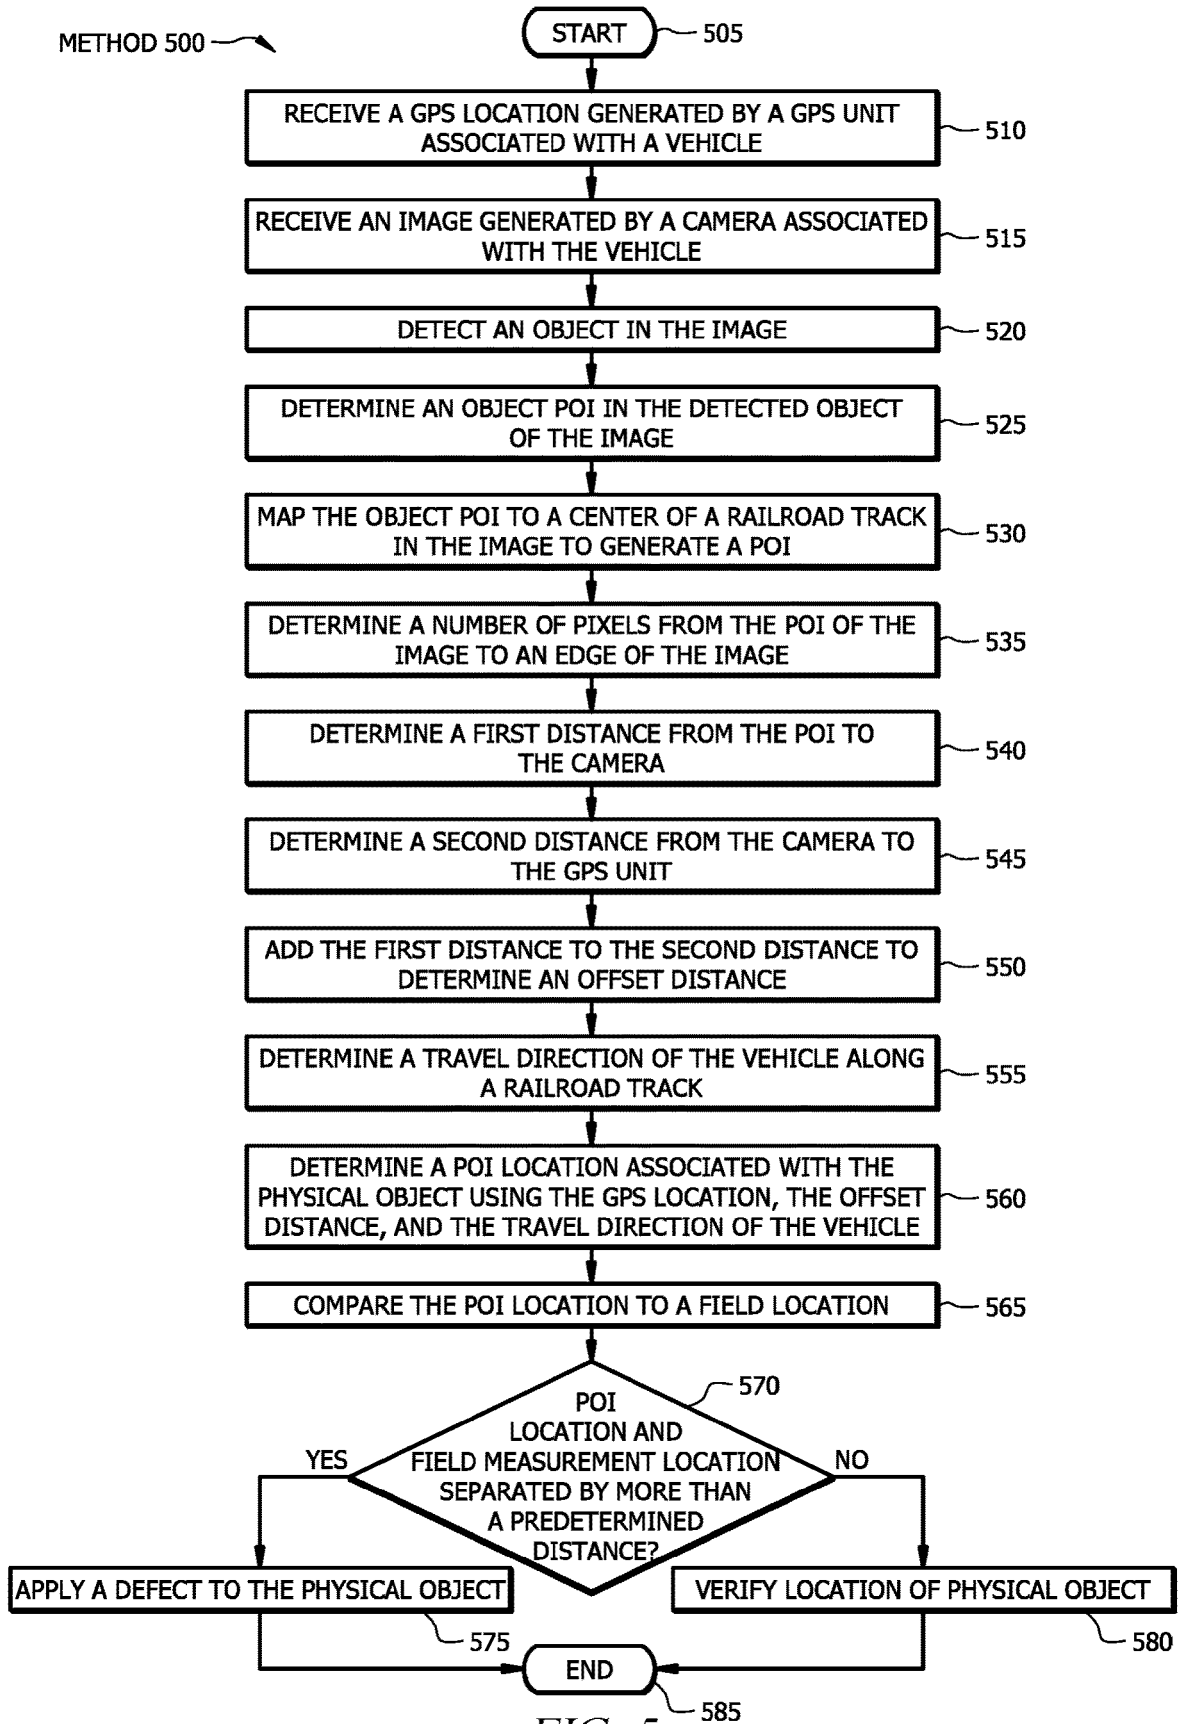 METHOD 500
START
505
RECEIVE A GPS LOCATION GENERATED BY A GPS UNIT
ASSOCIATED WITH A VEHICLE
510
RECEIVE AN IMAGE GENERATED BY A CAMERA ASSOCIATED
WITH THE VEHICLE
515
DETECT AN OBJECT IN THE IMAGE
520
DETERMINE AN OBJECT POI IN THE DETECTED OBJECT
OF THE IMAGE
525
MAP THE OBJECT POI TO A CENTER OF A RAILROAD TRACK
IN THE IMAGE TO GENERATE A POI
530
DETERMINE A NUMBER OF PIXELS FROM THE POI OF THE
IMAGE TO AN EDGE OF THE IMAGE
535
DETERMINE A FIRST DISTANCE FROM THE POI TO
THE CAMERA
540
DETERMINE A SECOND DISTANCE FROM THE CAMERA TO
THE GPS UNIT
545
ADD THE FIRST DISTANCE TO THE SECOND DISTANCE TO
DETERMINE AN OFFSET DISTANCE
550
DETERMINE A TRAVEL DIRECTION OF THE VEHICLE ALONG
A RAILROAD TRACK
555
DETERMINE A POI LOCATION ASSOCIATED WITH THE
PHYSICAL OBJECT USING THE GPS LOCATION, THE OFFSET
DISTANCE, AND THE TRAVEL DIRECTION OF THE VEHICLE
560
COMPARE THE POI LOCATION TO A FIELD LOCATION
565
570
POI
LOCATION AND
FIELD MEASUREMENT LOCATION
SEPARATED BY MORE THAN
A PREDETERMINED
DISTANCE?
YES
NO
APPLY A DEFECT TO THE PHYSICAL OBJECT
575
VERIFY LOCATION OF PHYSICAL OBJECT
580
END
585
FIG. 5